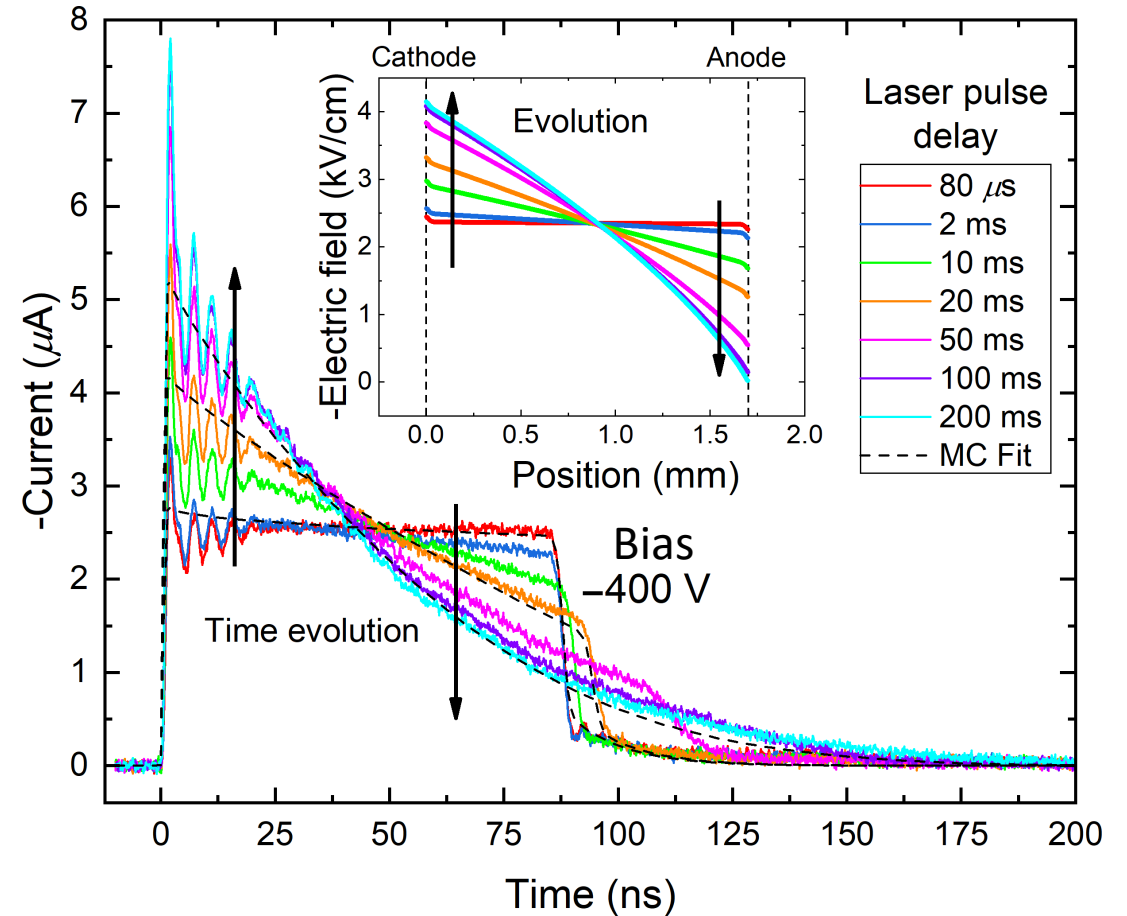 8
7
6
5
4
3
2
1
0
-Current (μA)
0
25
50
75
100
125
150
175
200
Time (ns)
Time evolution
Bias
−400 V
Cathode
Anode
Evolution
-Electric field (kV/cm)
4
3
2
1
0
0.0
0.5
1.0
1.5
2.0
Position (mm)
Laser pulse
delay
80 μs
2 ms
10 ms
20 ms
50 ms
100 ms
200 ms
MC Fit